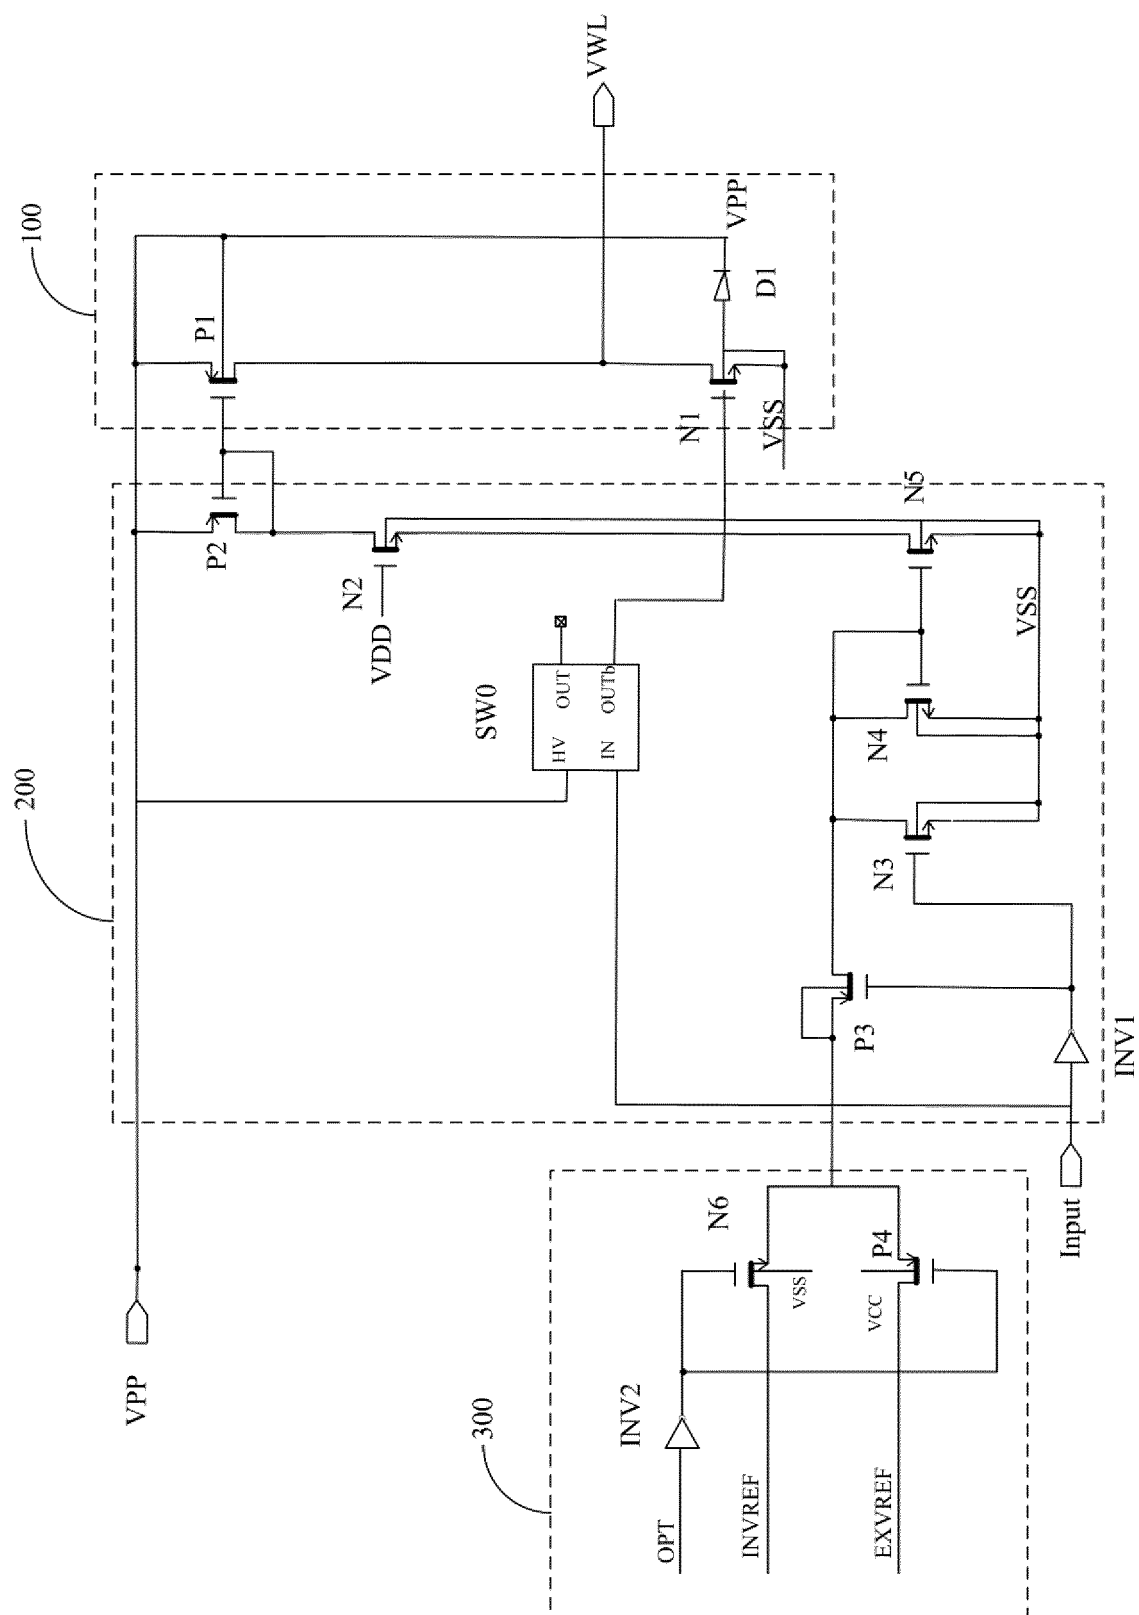 VWL
100
VPP
D1
P1
N1
VSS
P2
N2
VDD
N5
VSS
SW0
OUT
OUTb
HV
IN
N4
N3
200
P3
INV1
Input
VPP
300
N6
VSS
P4
VCC
INV2
OPT
INVREF
EXVREF